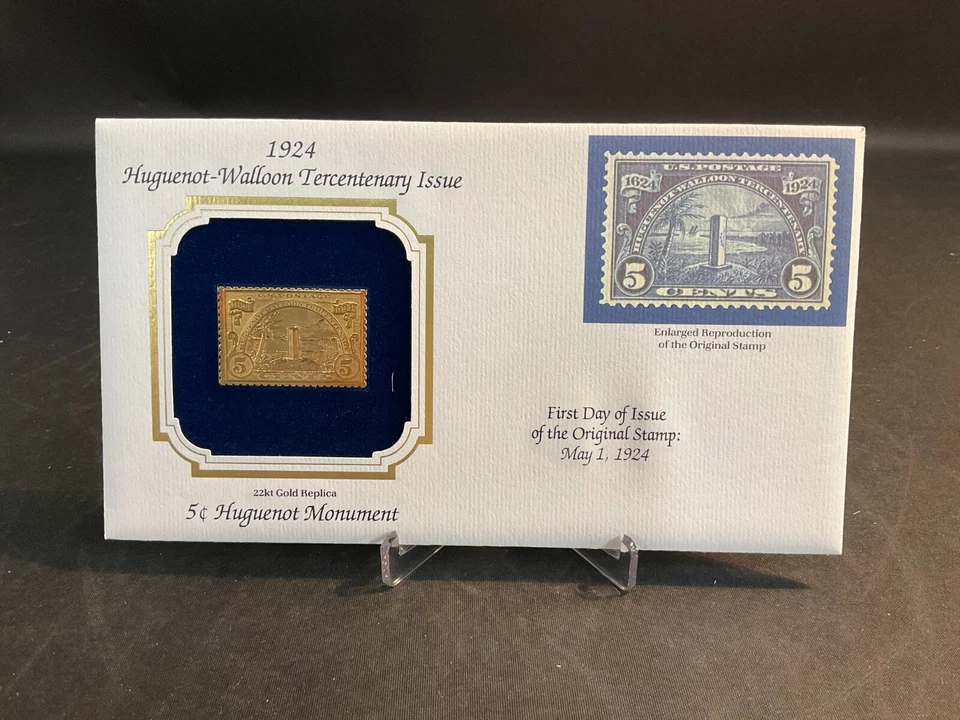 1924
Huguenot-Walloon Tercentenary Issue
U.S. POSTAGE
1624
1924
HUGUENOT-WALLOON TERCENTENARY
5
5
CENTS
Enlarged Reproduction
of the Original Stamp
5
5
First Day of Issue
of the Original Stamp:
May 1, 1924
22kt Gold Replica
5¢ Huguenot Monument